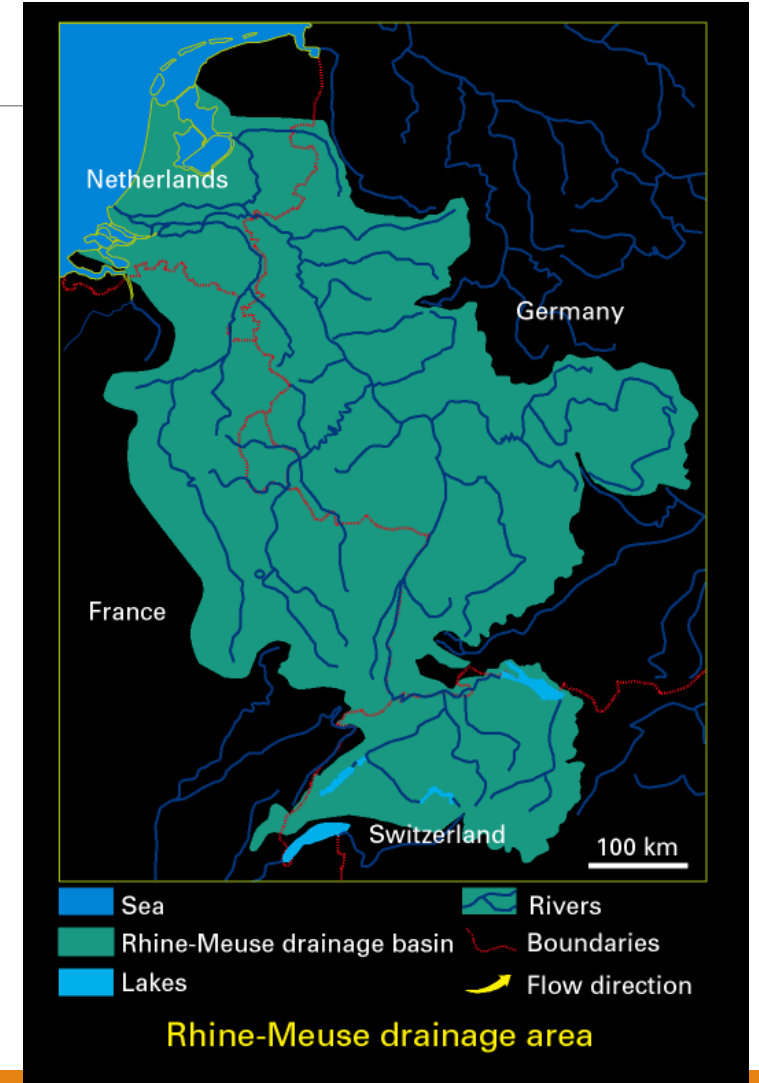 Netherlands
Germany
France
Switzerland
100 km
Sea
Rivers
Rhine-Meuse drainage basin
Boundaries
Lakes
Flow direction
Rhine-Meuse drainage area